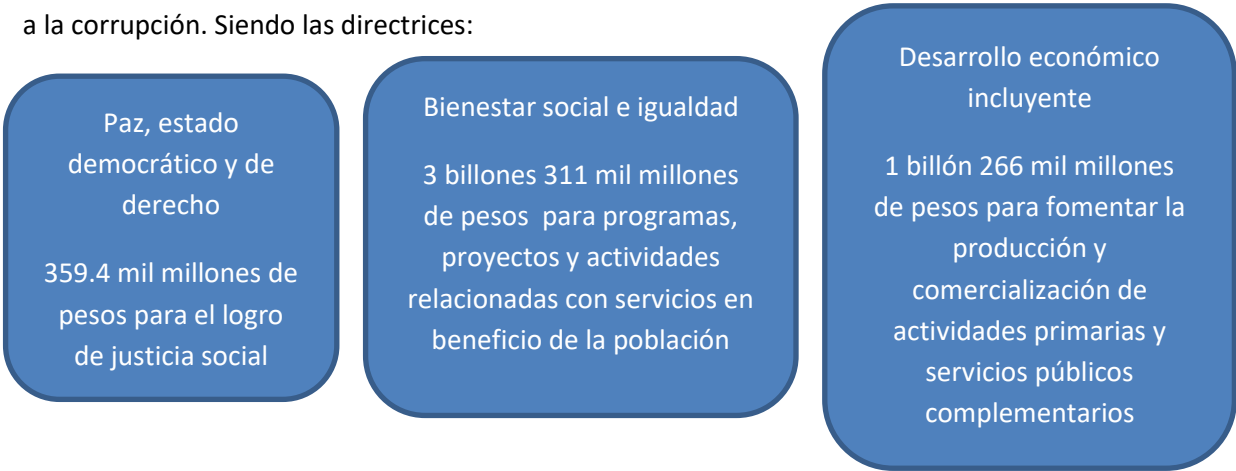 a la corrupción. Siendo las directrices:
Paz, estado
democrático y de
derecho
359.4 mil millones de
pesos para el logro
de justicia social
Bienestar social e igualdad
3 billones 311 mil millones
de pesos  para programas,
proyectos y actividades
relacionadas con servicios en
beneficio de la población
Desarrollo económico
incluyente
1 billón 266 mil millones
de pesos para fomentar la
producción y
comercialización de
actividades primarias y
servicios públicos
complementarios